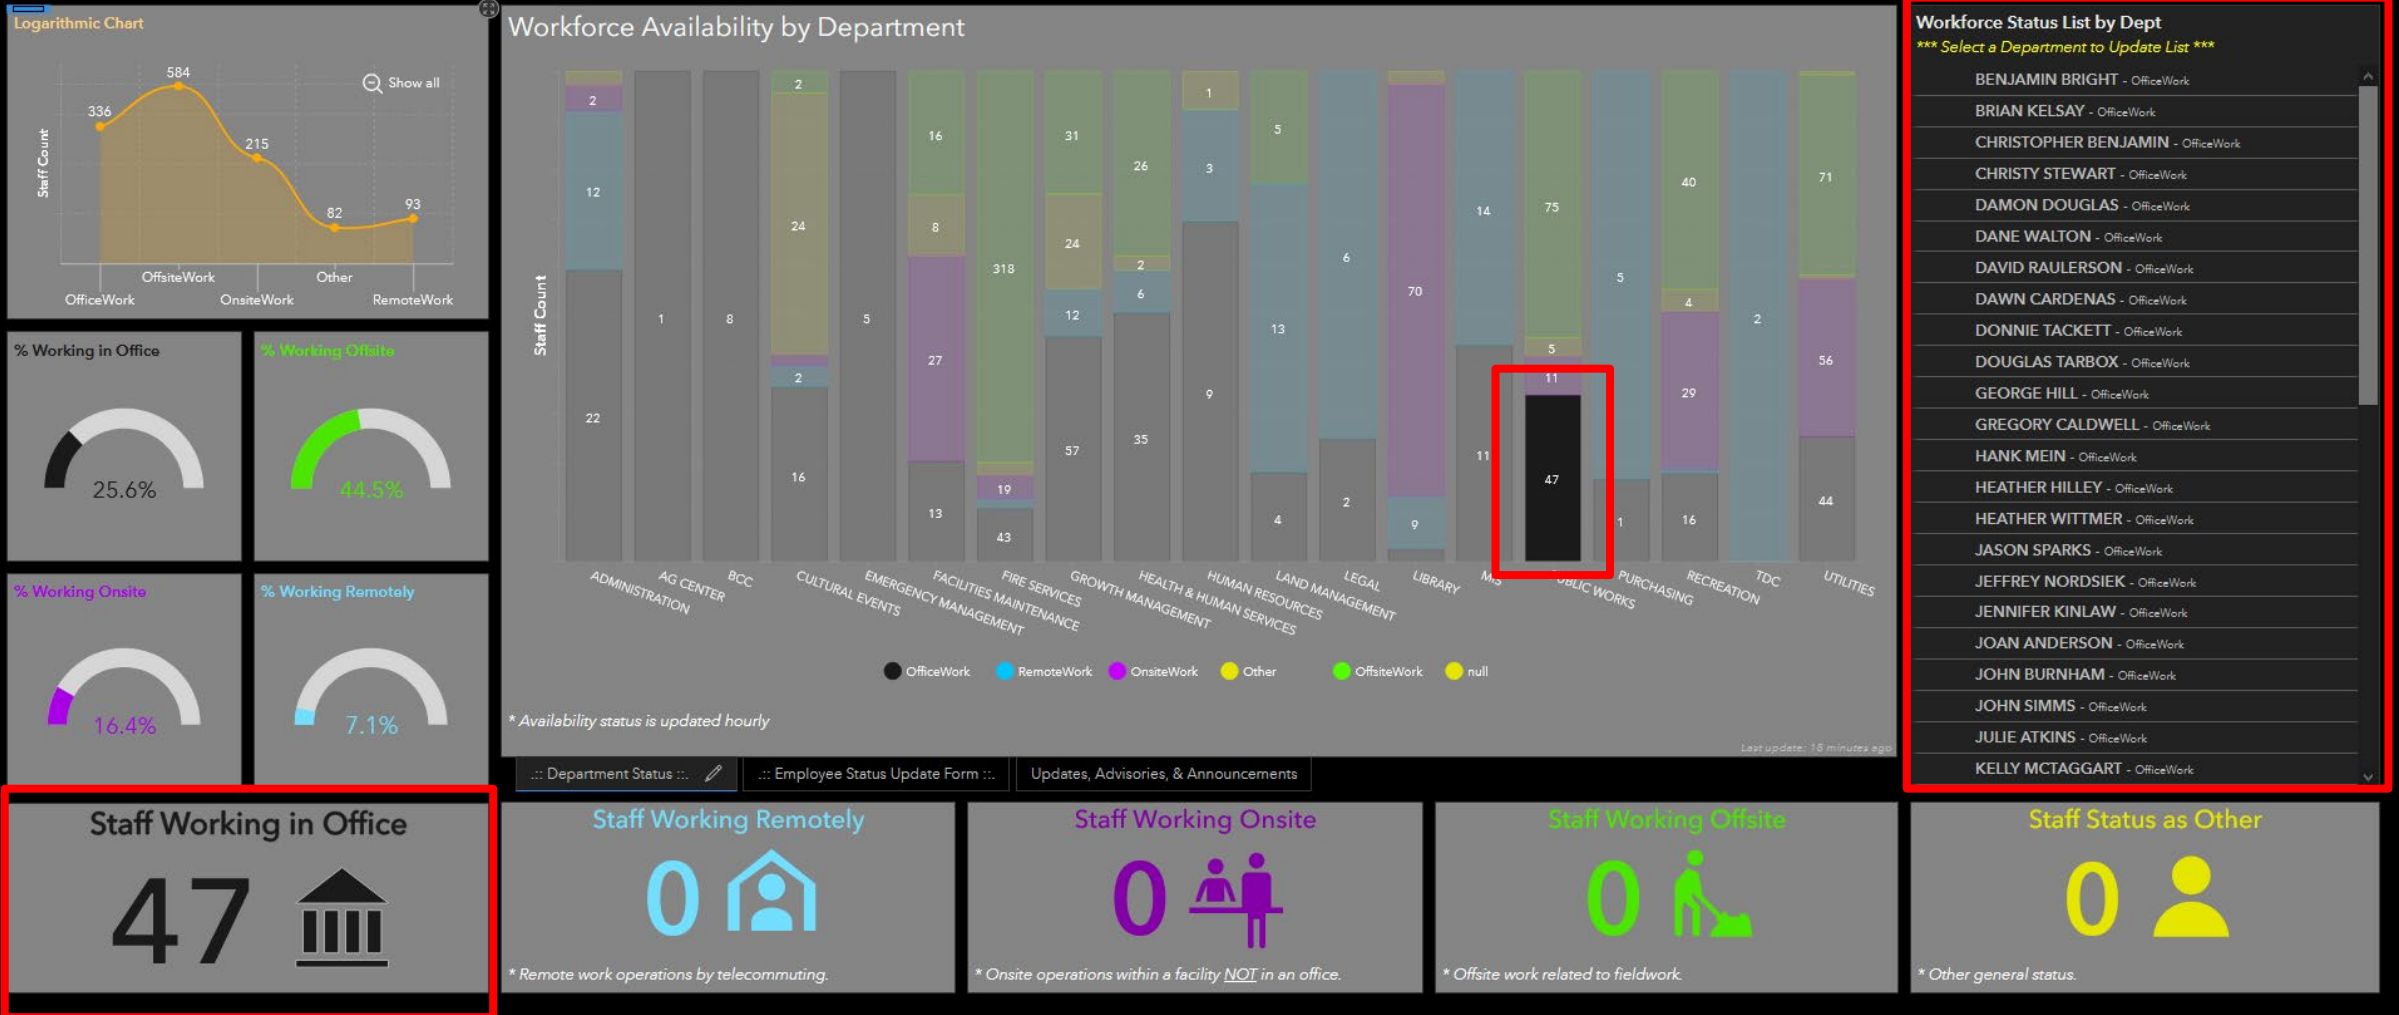 Logarithmic Chart
Show all
584
336
215
82
93
Staff Count
OfficeWork
OffsiteWork
OnsiteWork
Other
RemoteWork
% Working in Office
25.6%
% Working Offsite
44.5%
% Working Onsite
16.4%
% Working Remotely
7.1%
Workforce Availability by Department
Staff Count
2
12
22
1
8
2
24
2
16
5
16
8
27
13
318
19
43
31
24
12
57
26
2
6
35
1
3
9
5
13
4
6
2
70
9
14
11
75
5
11
47
5
1
40
4
29
16
2
71
56
44
ADMINISTRATION
AG CENTER
BCC
CULTURAL EVENTS
EMERGENCY MANAGEMENT
FACILITIES MAINTENANCE
FIRE SERVICES
GROWTH MANAGEMENT
HEALTH & HUMAN SERVICES
HUMAN RESOURCES
LAND MANAGEMENT
LEGAL
LIBRARY
MIS
PUBLIC WORKS
PURCHASING
RECREATION
TDC
UTILITIES
OfficeWork RemoteWork OnsiteWork Other OffsiteWork null
* Availability status is updated hourly
Last update: 18 minutes ago
.:: Department Status ::. .:: Employee Status Update Form ::. Updates, Advisories, & Announcements
Workforce Status List by Dept
*** Select a Department to Update List ***
BENJAMIN BRIGHT - OfficeWork
BRIAN KELSAY - OfficeWork
CHRISTOPHER BENJAMIN - OfficeWork
CHRISTY STEWART - OfficeWork
DAMON DOUGLAS - OfficeWork
DANE WALTON - OfficeWork
DAVID RAULERSON - OfficeWork
DAWN CARDENAS - OfficeWork
DONNIE TACKETT - OfficeWork
DOUGLAS TARBOX - OfficeWork
GEORGE HILL - OfficeWork
GREGORY CALDWELL - OfficeWork
HANK MEIN - OfficeWork
HEATHER HILLEY - OfficeWork
HEATHER WITTMER - OfficeWork
JASON SPARKS - OfficeWork
JEFFREY NORDSIEK - OfficeWork
JENNIFER KINLAW - OfficeWork
JOAN ANDERSON - OfficeWork
JOHN BURNHAM - OfficeWork
JOHN SIMMS - OfficeWork
JULIE ATKINS - OfficeWork
KELLY MCTAGGART - OfficeWork
Staff Working in Office
47
Staff Working Remotely
0
* Remote work operations by telecommuting.
Staff Working Onsite
0
* Onsite operations within a facility NOT in an office.
Staff Working Offsite
0
* Offsite work related to fieldwork.
Staff Status as Other
0
* Other general status.